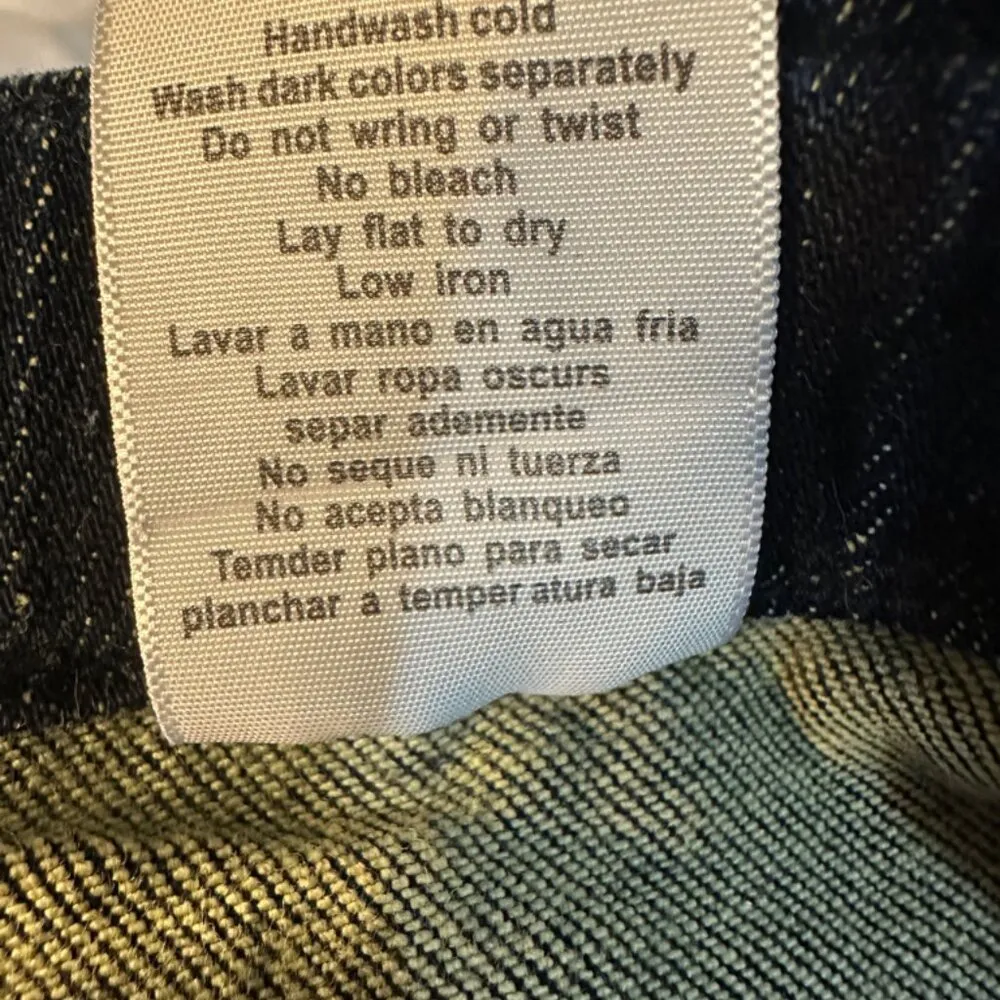 Handwash cold
Wash dark colors separately
Do not wring or twist
No bleach
Lay flat to dry
Low iron
Lavar a mano en agua fria
Lavar ropa oscurs
separ ademente
No seque ni tuerza
No acepta blanqueo
Temder plano para secar
planchar a temper atura baja